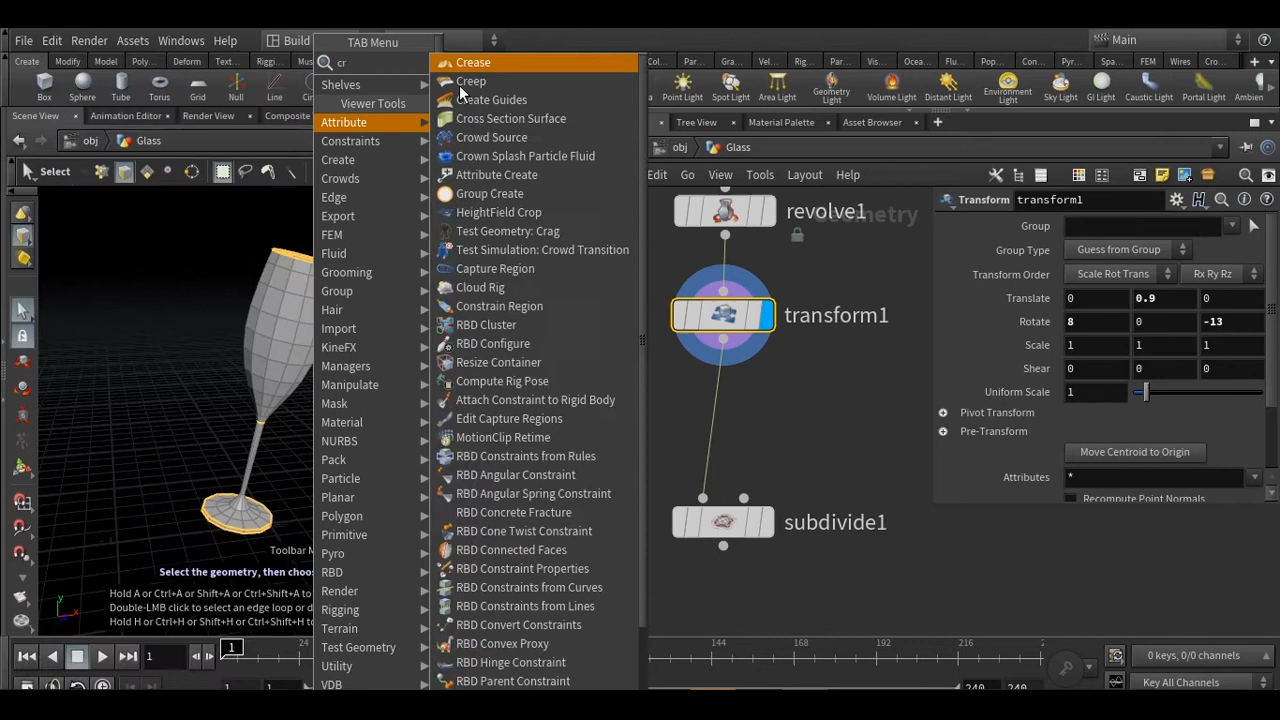 File Edit Render Assets Windows Help
Build
TAB Menu
Main
cr
Create Modify Model Poly... Deform Text...
Box Sphere Tube Torus Grid Null
Point Light Spot Light Area Light Geometry Light Volume Light Distant Light Environment Light Sky Light GI Light Caustic Light Portal Light Ambien
Scene View Animation Editor Render View Composite
Tree View Material Palette Asset Browser
obj Glass
obj Glass
Select
Edit Go View Tools Layout Help
Shelves
Viewer Tools
Attribute
Constraints
Create
Crowds
Edge
Export
FEM
Fluid
Grooming
Group
Hair
Import
KineFX
Managers
Manipulate
Mask
Material
NURBS
Pack
Particle
Planar
Polygon
Primitive
Pyro
RBD
Render
Rigging
Terrain
Test Geometry
Utility
VDB
Crease
Creep
Create Guides
Cross Section Surface
Crowd Source
Crown Splash Particle Fluid
Attribute Create
Group Create
HeightField Crop
Test Geometry: Crag
Test Simulation: Crowd Transition
Capture Region
Cloud Rig
Constrain Region
RBD Cluster
RBD Configure
Resize Container
Compute Rig Pose
Attach Constraint to Rigid Body
Edit Capture Regions
MotionClip Retime
RBD Constraints from Rules
RBD Angular Constraint
RBD Angular Spring Constraint
RBD Concrete Fracture
RBD Cone Twist Constraint
RBD Connected Faces
RBD Constraint Properties
RBD Constraints from Curves
RBD Constraints from Lines
RBD Convert Constraints
RBD Convex Proxy
RBD Hinge Constraint
RBD Parent Constraint
revolve1
Geometry
transform1
subdivide1
Transform transform1
Group
Group Type Guess from Group
Transform Order Scale Rot Trans Rx Ry Rz
Translate 0 0.9 0
Rotate 8 0 -13
Scale 1 1 1
Shear 0 0 0
Uniform Scale 1
Pivot Transform
Pre-Transform
Move Centroid to Origin
Attributes *
Recompute Point Normals
Toolbar M
Select the geometry, then choos
Hold A or Ctrl+A or Shift+A or Ctrl+Shift+A to
Double-LMB click to select an edge loop or d
Hold H or Ctrl+H or Shift+H or Ctrl+Shift+H to
1
1 24
144 168 192 216
0 keys, 0/0 channels
1 1
240 240
Key All Channels